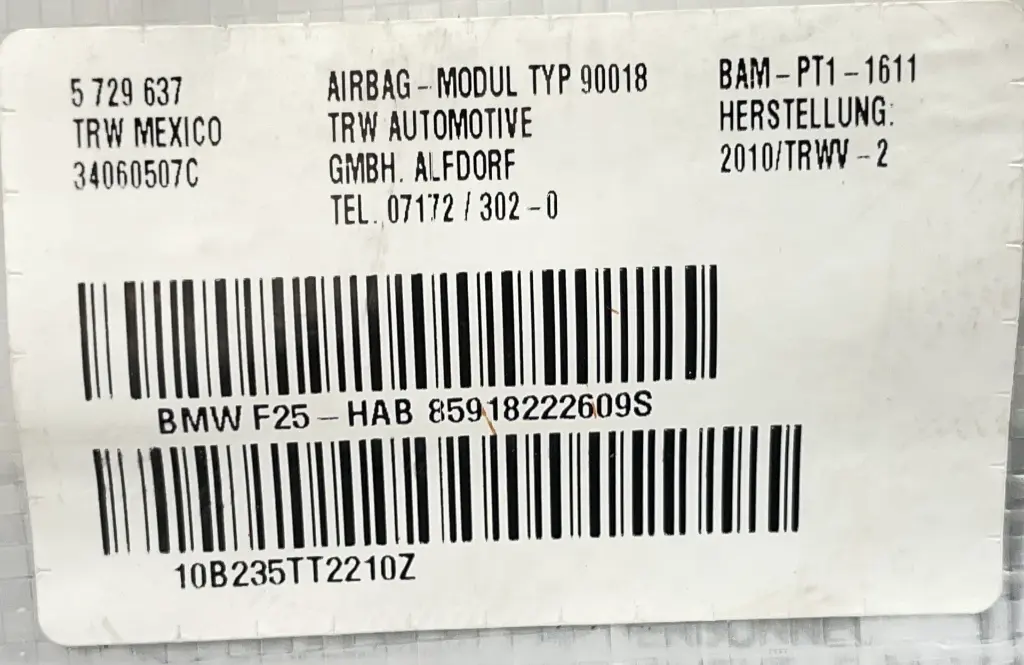 5 729 637
TRW MEXICO
34060507C
AIRBAG - MODUL TYP 90018
TRW AUTOMOTIVE
GMBH. ALFDORF
TEL. 07172 / 302 - 0
BAM - PT1 - 1611
HERSTELLUNG:
2010/TRWV - 2
BMW F25 - HAB 85918222609S
10B235TT2210Z